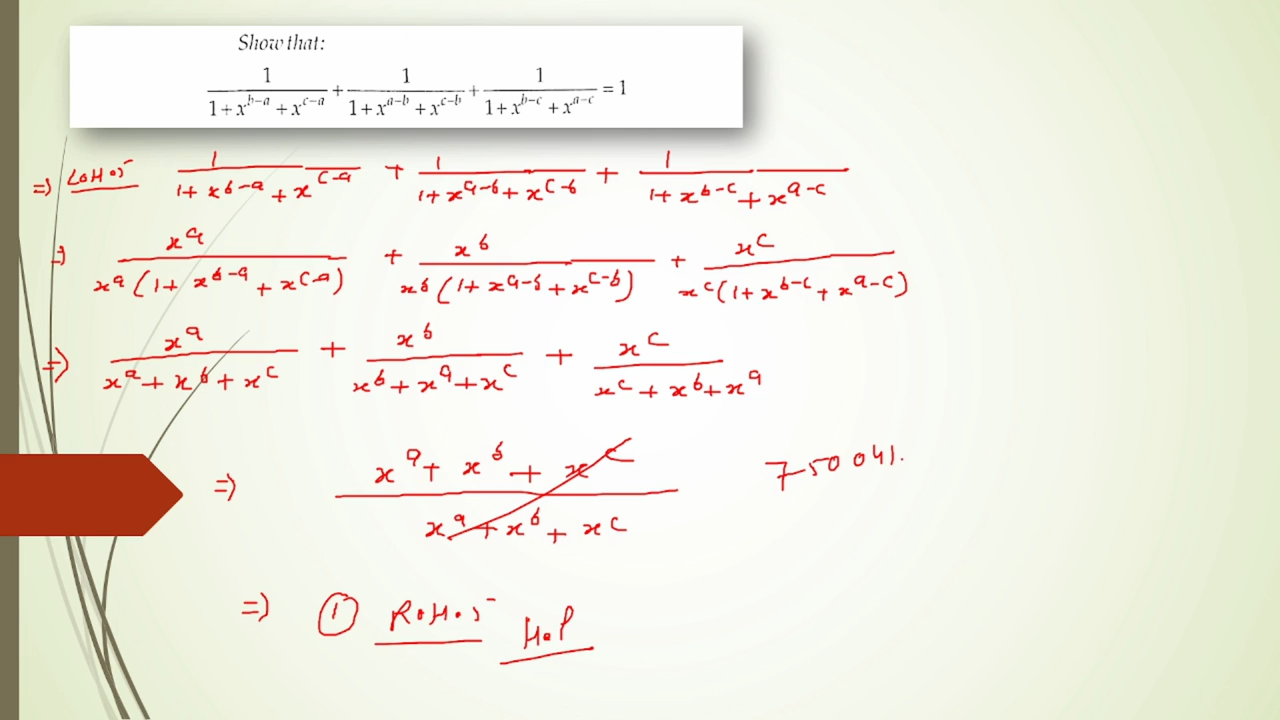 Show that:
1/(1+x^{b-a}+x^{c-a}) + 1/(1+x^{a-b}+x^{c-b}) + 1/(1+x^{b-c}+x^{a-c}) = 1
=) L.H.S 1/(1+x^{b-a}+x^{c-a}) + 1/(1+x^{a-b}+x^{c-b}) + 1/(1+x^{b-c}+x^{a-c})
=) x^a/(x^a(1+x^{b-a}+x^{c-a})) + x^b/(x^b(1+x^{a-b}+x^{c-b})) + x^c/(x^c(1+x^{b-c}+x^{a-c}))
=) x^a/(x^a+x^b+x^c) + x^b/(x^b+x^a+x^c) + x^c/(x^c+x^b+x^a)
=) (x^a+x^b+x^c)/(x^a+x^b+x^c) 750041.
=) 1 R.H.S H.P